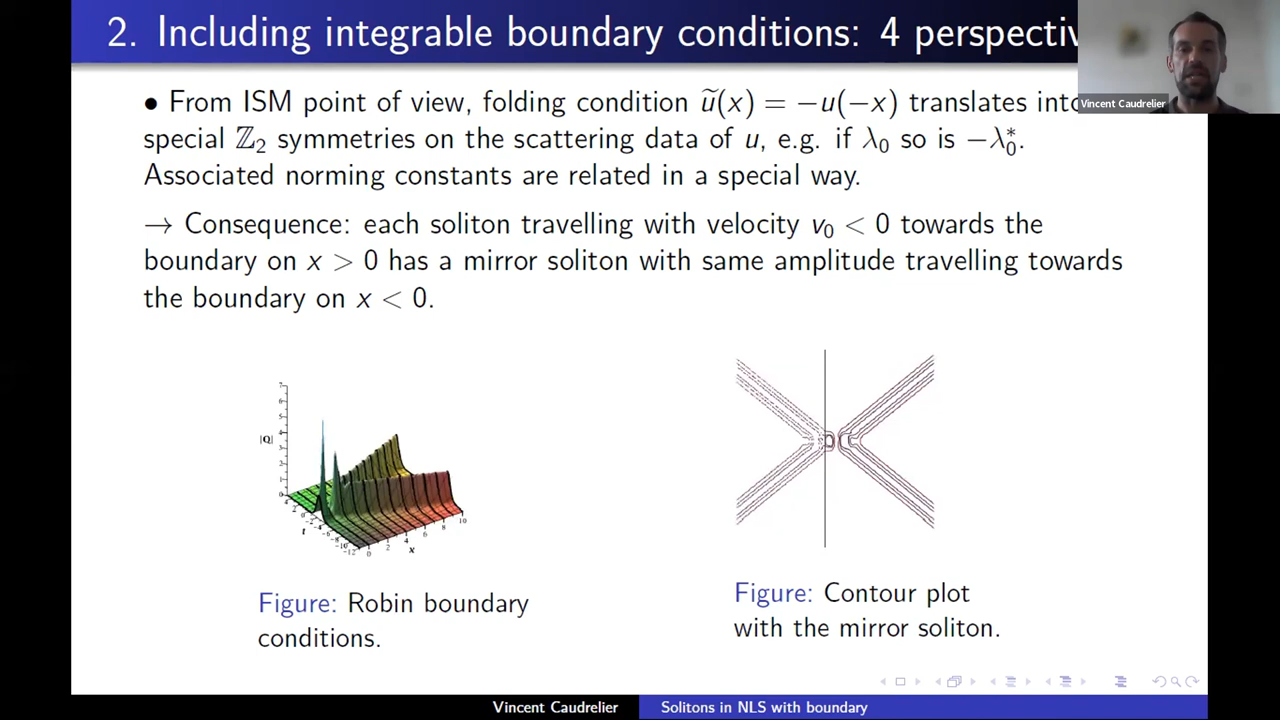 2. Including integrable boundary conditions: 4 perspectiv
Vincent Caudrelier
• From ISM point of view, folding condition ũ(x) = −u(−x) translates into
special ℤ₂ symmetries on the scattering data of u, e.g. if λ₀ so is −λ₀*.
Associated norming constants are related in a special way.
→ Consequence: each soliton travelling with velocity v₀ < 0 towards the
boundary on x > 0 has a mirror soliton with same amplitude travelling towards
the boundary on x < 0.
|Q|
t
x
Figure: Robin boundary
conditions.
Figure: Contour plot
with the mirror soliton.
Vincent Caudrelier
Solitons in NLS with boundary